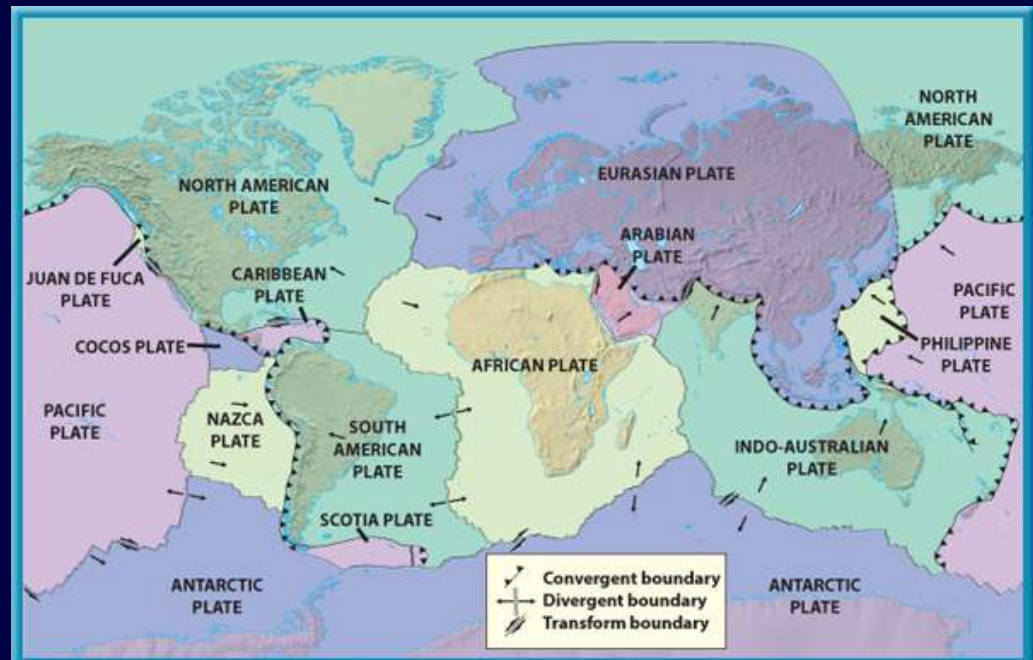 NORTH
AMERICAN
PLATE
NORTH AMERICAN
PLATE
EURASIAN PLATE
ARABIAN
PLATE
JUAN DE FUCA
PLATE
CARIBBEAN
PLATE
PACIFIC
PLATE
COCOS PLATE
PHILIPPINE
PLATE
AFRICAN PLATE
PACIFIC
PLATE
NAZCA
PLATE
SOUTH
AMERICAN
PLATE
INDO-AUSTRALIAN
PLATE
SCOTIA PLATE
ANTARCTIC
PLATE
Convergent boundary
Divergent boundary
Transform boundary
ANTARCTIC
PLATE